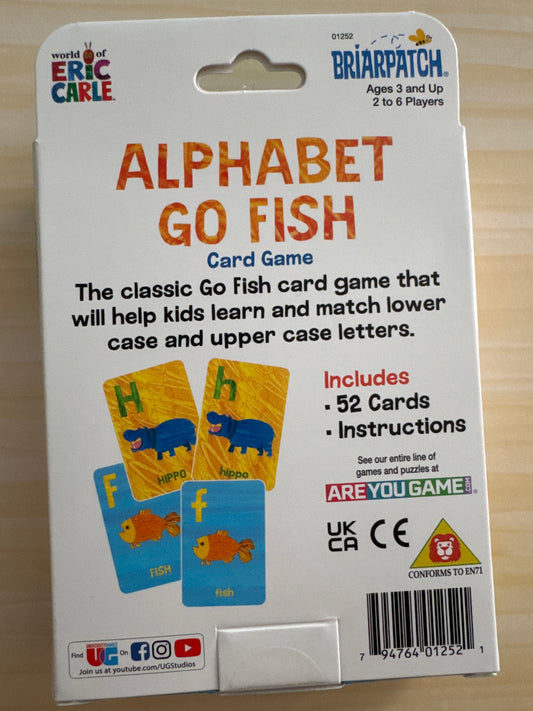 world of
ERIC
CARLE™
01252
BRIARPATCH®
Ages 3 and Up
2 to 6 Players
ALPHABET
GO FISH
Card Game
The classic Go Fish card game that
will help kids learn and match lower
case and upper case letters.
H
HIPPO
h
hippo
F
FISH
f
fish
Includes
• 52 Cards
• Instructions
See our entire line of
games and puzzles at
AREYOUGAME.COM®
UK
CA CE
CONFORMS TO EN71
Find UG On
Join us at youtube.com/UGStudios
7 94764 01252 1